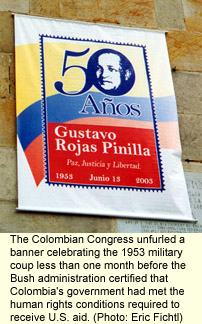 50
Años
Gustavo
Rojas Pinilla
Paz, Justicia y Libertad
1953 Junio 13 2003
The Colombian Congress unfurled a
banner celebrating the 1953 military
coup less than one month before the
Bush administration certified that
Colombia's government had met the
human rights conditions required to
receive U.S. aid. (Photo: Eric Fichtl)